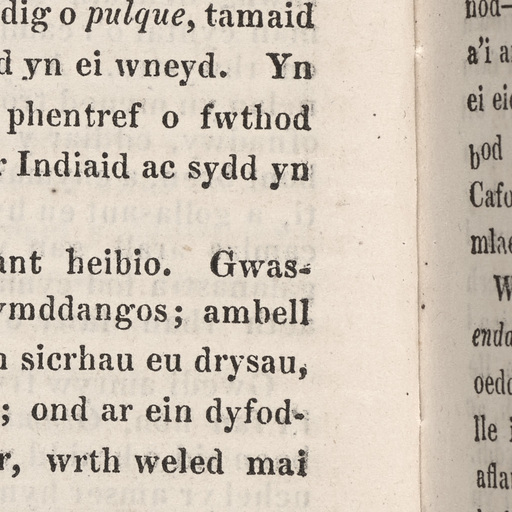 dig o pulque, tamaid
d yn ei wneyd. Yn
phentref o fwthod
r Indiaid ac sydd yn
ant heibio. Gwas-
ymddangos; ambell
n sicrhau eu drysau,
; ond ar ein dyfod-
r, wrth weled mai
nod-
a'i a
ei ei
bod
Cafo
mlae
W
enda
oedd
lle i
afla